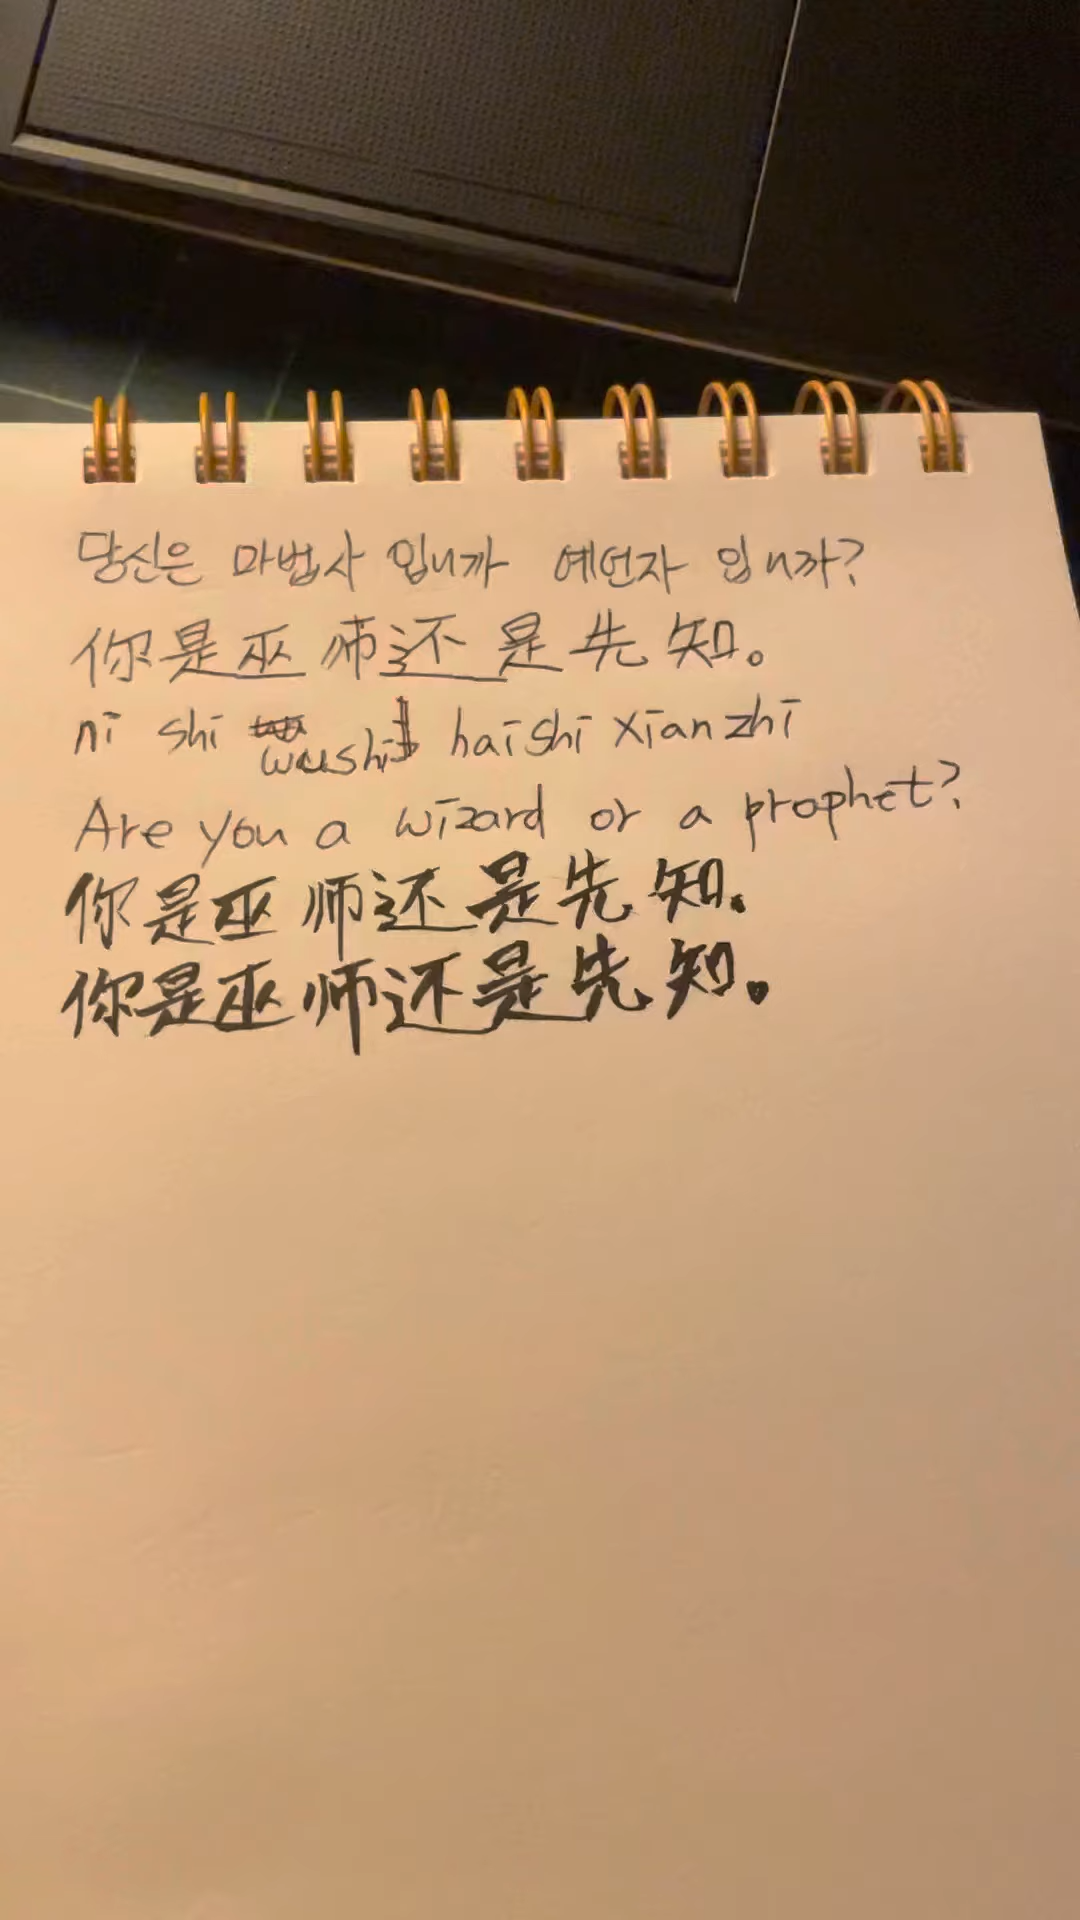 당신은 마법사 입니까 예언자 입니까?
你是巫师还是先知。
ni shi wushi haishi xianzhi
Are you a wizard or a prophet?
你是巫师还是先知.
你是巫师还是先知。